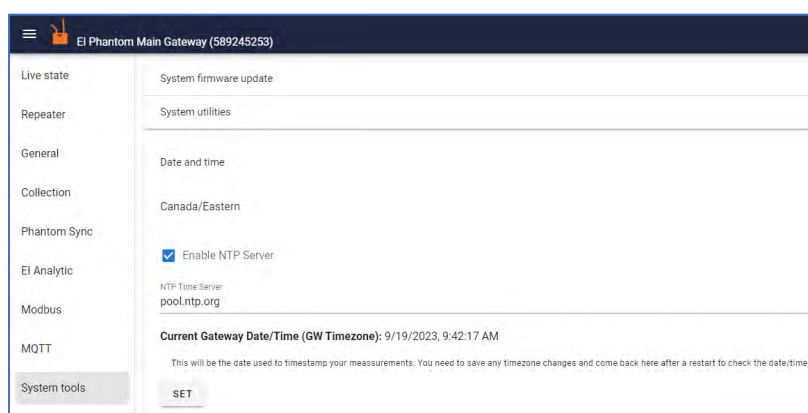 EI Phantom Main Gateway (589245253)
Live state
Repeater
General
Collection
Phantom Sync
EI Analytic
Modbus
MQTT
System tools
System firmware update
System utilities
Date and time
Canada/Eastern
Enable NTP Server
NTP Time Server
pool.ntp.org
Current Gateway Date/Time (GW Timezone): 9/19/2023, 9:42:17 AM
This will be the date used to timestamp your meassurements. You need to save any timezone changes and come back here after a restart to check the date/time
SET